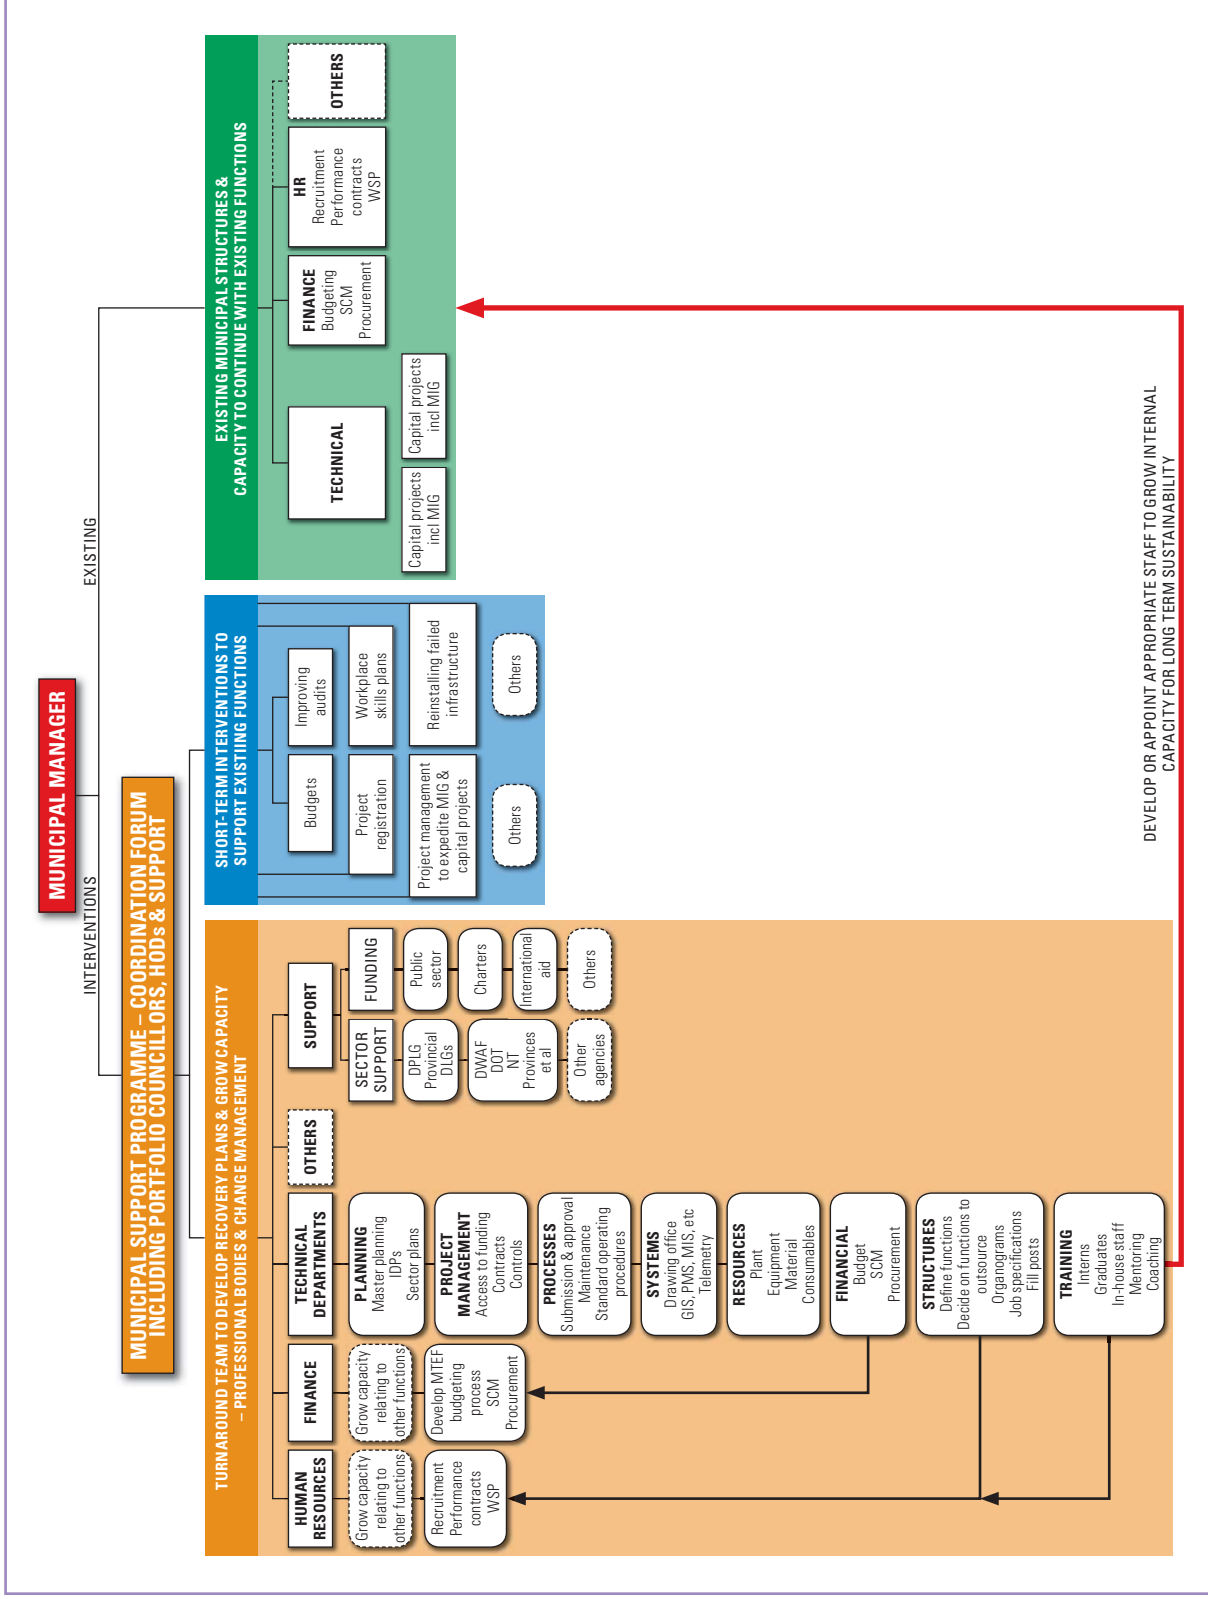 MUNICIPAL MANAGER
INTERVENTIONS
EXISTING
MUNICIPAL SUPPORT PROGRAMME – COORDINATION FORUM
INCLUDING PORTFOLIO COUNCILLORS, HODs & SUPPORT
TURNAROUND TEAM TO DEVELOP RECOVERY PLANS & GROW CAPACITY
– PROFESSIONAL BODIES & CHANGE MANAGEMENT
HUMAN
RESOURCES
Grow capacity
relating to
other functions
Recruitment
Performance
contracts
WSP
FINANCE
Grow capacity
relating to
other functions
Develop MTEF
budgeting
process
SCM
Procurement
TECHNICAL
DEPARTMENTS
PLANNING
Master planning
IDPs
Sector plans
PROJECT
MANAGEMENT
Access to funding
Contracts
Controls
PROCESSES
Submission & approval
Maintenance
Standard operating
procedures
SYSTEMS
Drawing office
GIS, PMS, MIS, etc
Telemetry
RESOURCES
Plant
Equipment
Material
Consumables
FINANCIAL
Budget
SCM
Procurement
STRUCTURES
Define functions
Decide on functions to
outsource
Organograms
Job specifications
Fill posts
TRAINING
Interns
Graduates
In-house staff
Mentoring
Coaching
OTHERS
SUPPORT
SECTOR
SUPPORT
DPLG
Provincial
DLGs
DWAF
DOT
NT
Provinces
et al
Other
agencies
FUNDING
Public
sector
Charters
International
aid
Others
SHORT-TERM INTERVENTIONS TO
SUPPORT EXISTIING FUNCTIONS
Budgets
Improving
audits
Project
registration
Workplace
skills plans
Project management
to expedite MIG &
capital projects
Reinstalling failed
infrastructure
Others
Others
EXISTING MUNICIPAL STRUCTURES &
CAPACITY TO CONTINUE WITH EXISTING FUNCTIONS
TECHNICAL
Capital projects
incl MIG
Capital projects
incl MIG
FINANCE
Budgeting
SCM
Procurement
HR
Recruitment
Performance
contracts
WSP
OTHERS
DEVELOP OR APPOINT APPROPRIATE STAFF TO GROW INTERNAL
CAPACITY FOR LONG TERM SUSTAINABILITY